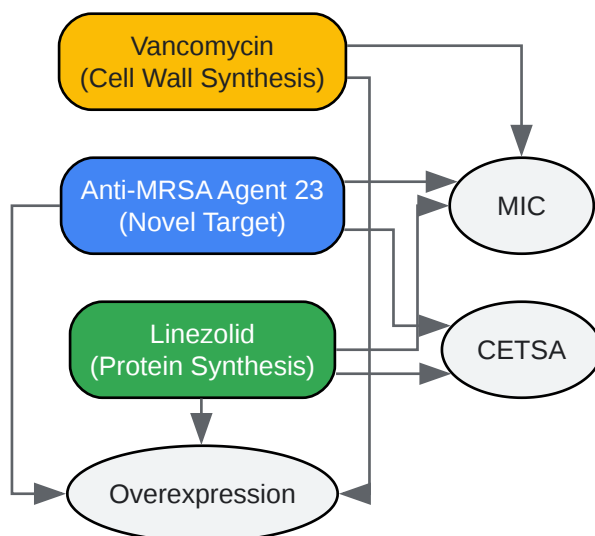 Vancomycin
(Cell Wall Synthesis)
Anti-MRSA Agent 23
(Novel Target)
MIC
Linezolid
(Protein Synthesis)
CETSA
Overexpression